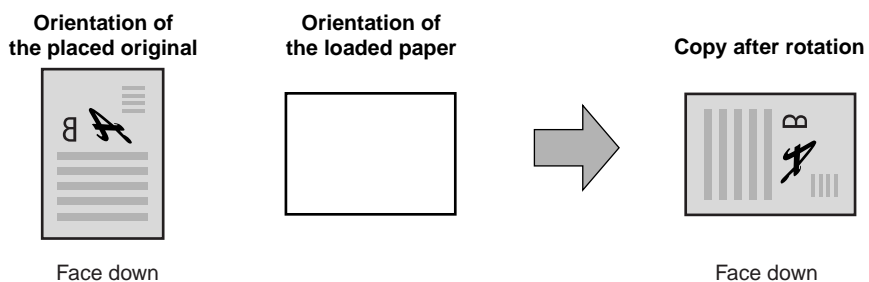 Orientation of
the placed original
Orientation of
the loaded paper
Copy after rotation
A B
A B
Face down
Face down